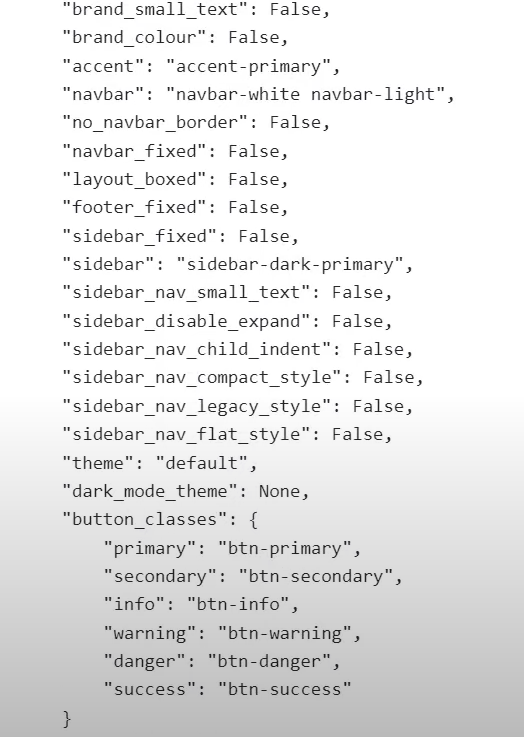 "brand_small_text": False,
"brand_colour": False,
"accent": "accent-primary",
"navbar": "navbar-white navbar-light",
"no_navbar_border": False,
"navbar_fixed": False,
"layout_boxed": False,
"footer_fixed": False,
"sidebar_fixed": False,
"sidebar": "sidebar-dark-primary",
"sidebar_nav_small_text": False,
"sidebar_disable_expand": False,
"sidebar_nav_child_indent": False,
"sidebar_nav_compact_style": False,
"sidebar_nav_legacy_style": False,
"sidebar_nav_flat_style": False,
"theme": "default",
"dark_mode_theme": None,
"button_classes": {
    "primary": "btn-primary",
    "secondary": "btn-secondary",
    "info": "btn-info",
    "warning": "btn-warning",
    "danger": "btn-danger",
    "success": "btn-success"
}